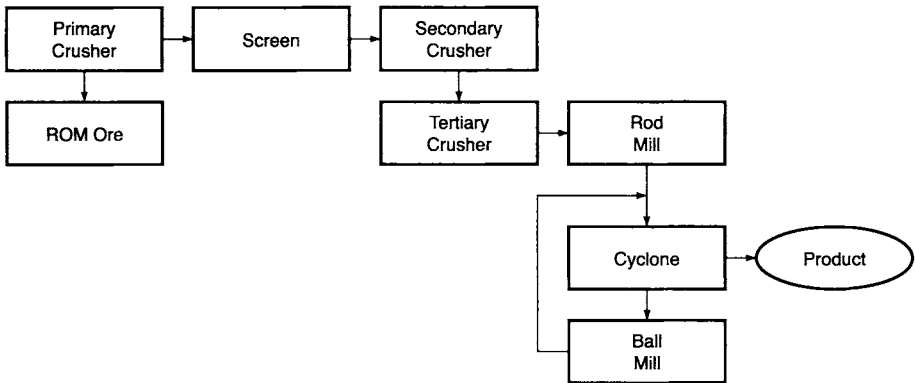 Primary
Crusher
Screen
Secondary
Crusher
ROM Ore
Tertiary
Crusher
Rod
Mill
Cyclone
Product
Ball
Mill